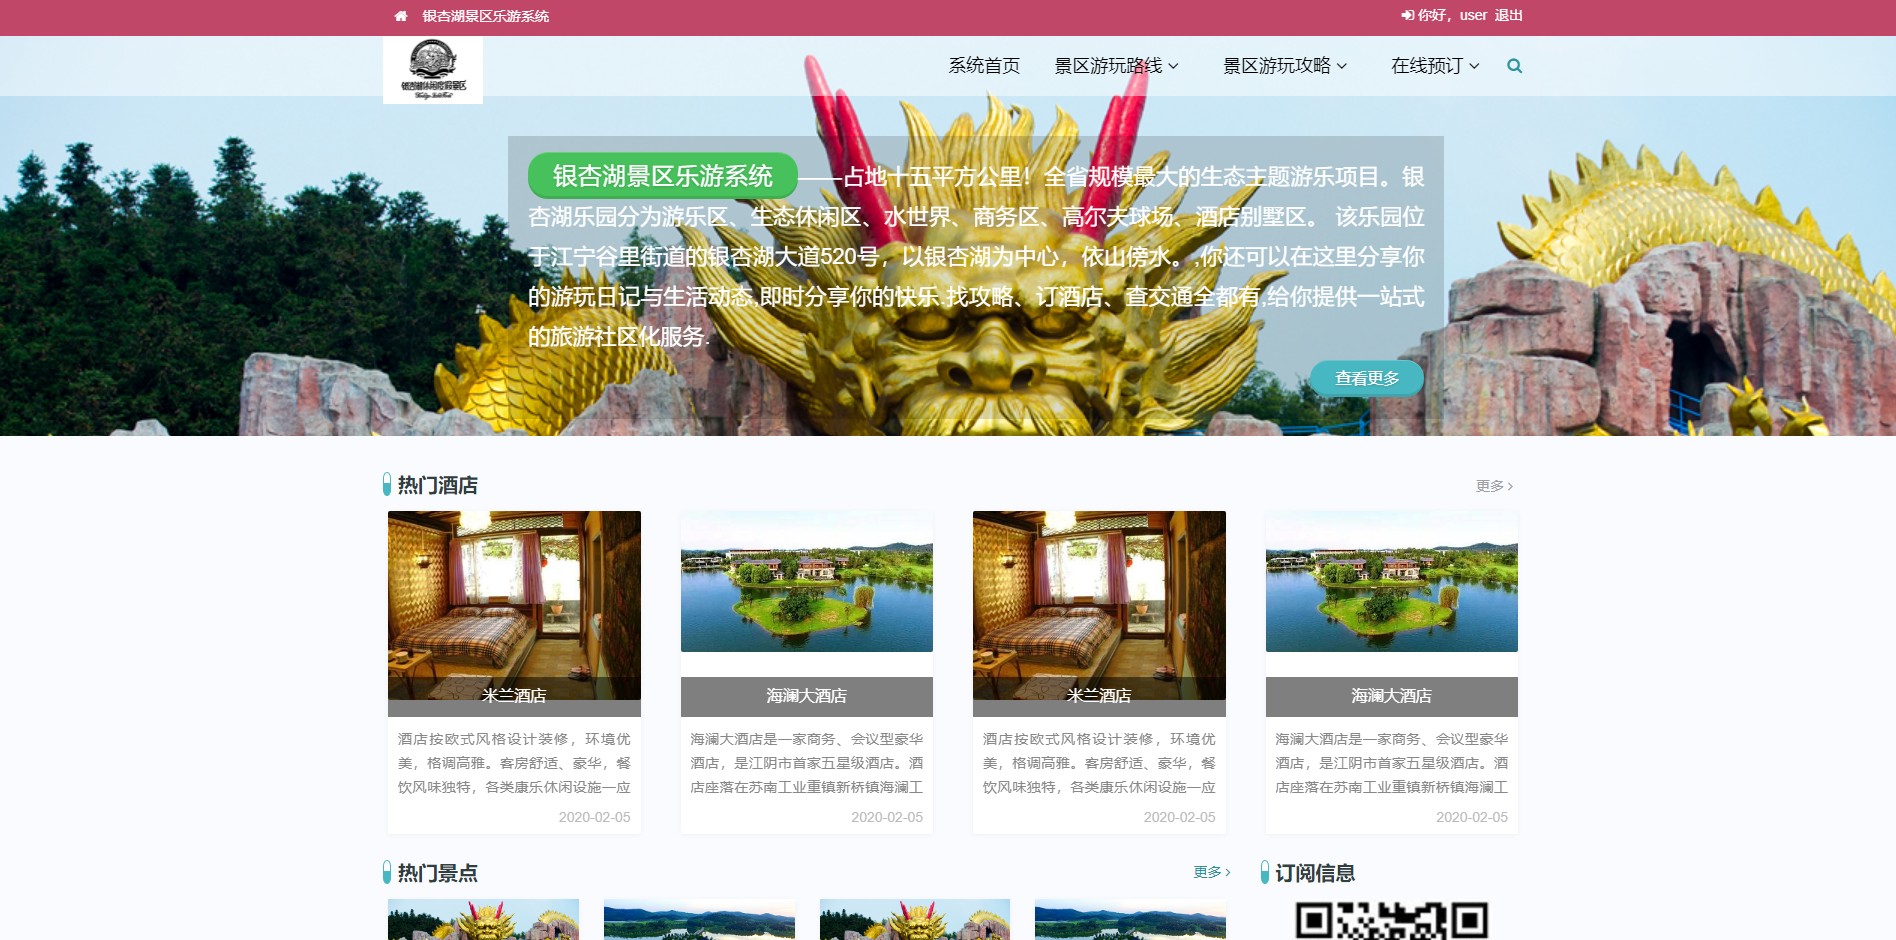 银杏湖景区乐游系统
你好，user 退出
系统首页 景区游玩路线 景区游玩攻略 在线预订
银杏湖景区乐游系统——占地十五平方公里！全省规模最大的生态主题游乐项目。银
杏湖乐园分为游乐区、生态休闲区、水世界、商务区、高尔夫球场、酒店别墅区。 该乐园位
于江宁谷里街道的银杏湖大道520号，以银杏湖为中心，依山傍水。,你还可以在这里分享你
的游玩日记与生活动态,即时分享你的快乐.找攻略、订酒店、查交通全都有,给你提供一站式
的旅游社区化服务.
查看更多
热门酒店
更多
米兰酒店
酒店按欧式风格设计装修，环境优
美，格调高雅。客房舒适、豪华，餐
饮风味独特，各类康乐休闲设施一应
2020-02-05
海澜大酒店
海澜大酒店是一家商务、会议型豪华
酒店，是江阴市首家五星级酒店。酒
店座落在苏南工业重镇新桥镇海澜工
2020-02-05
米兰酒店
酒店按欧式风格设计装修，环境优
美，格调高雅。客房舒适、豪华，餐
饮风味独特，各类康乐休闲设施一应
2020-02-05
海澜大酒店
海澜大酒店是一家商务、会议型豪华
酒店，是江阴市首家五星级酒店。酒
店座落在苏南工业重镇新桥镇海澜工
2020-02-05
热门景点
更多
订阅信息